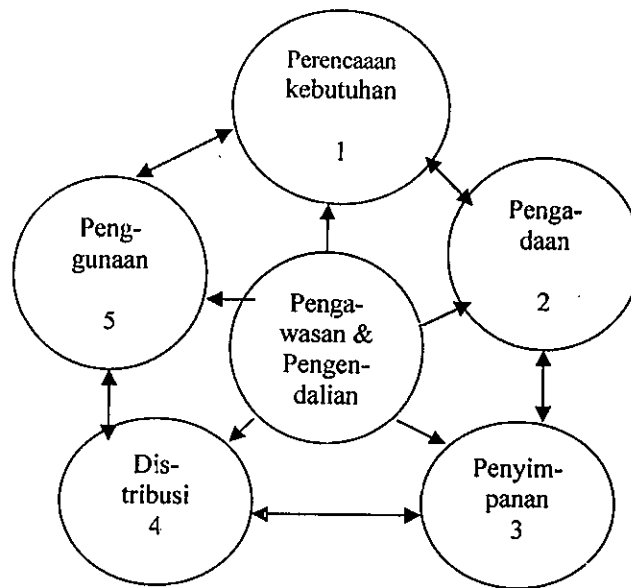 Perencaaan
kebutuhan
1
Penga-
daan
2
Penyim-
panan
3
Dis-
tribusi
4
Peng-
gunaan
5
Penga-
wasan &
Pengen-
dalian